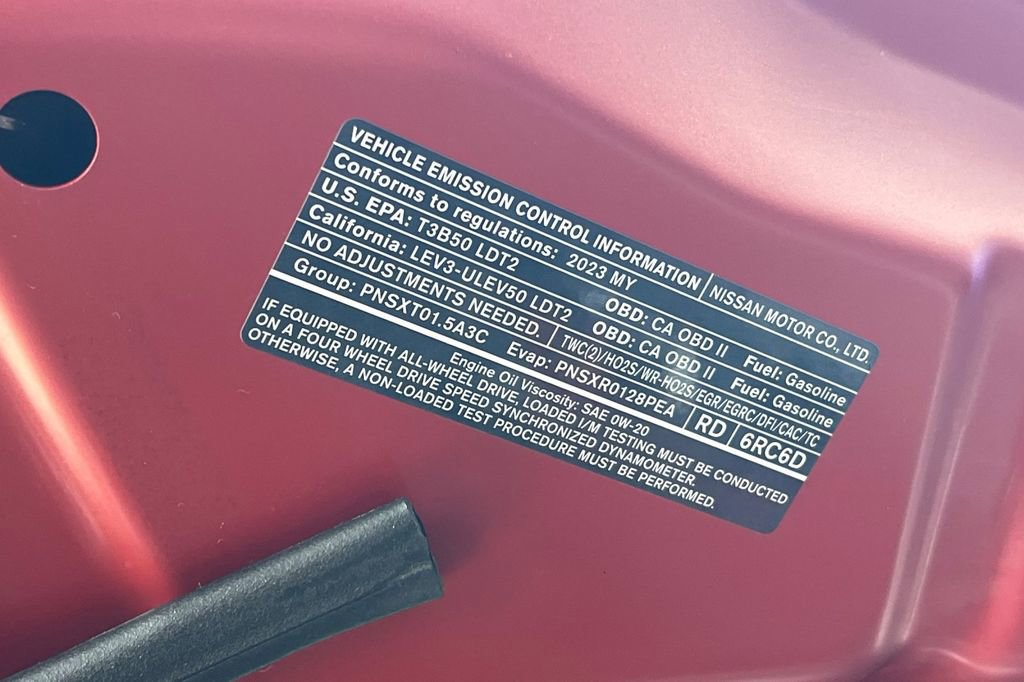 VEHICLE EMISSION CONTROL INFORMATION | NISSAN MOTOR CO., LTD.
Conforms to regulations: 2023 MY
U.S. EPA: T3B50 LDT2 OBD: CA OBD II Fuel: Gasoline
California: LEV3-ULEV50 LDT2 OBD: CA OBD II Fuel: Gasoline
NO ADJUSTMENTS NEEDED. | TWC(2)/HO2S/WR-HO2S/EGR/EGRC/DFI/CAC/TC
Group: PNSXT01.5A3C Evap: PNSXR0128PEA | RD | 6RC6D
Engine Oil Viscosity: SAE 0W-20
IF EQUIPPED WITH ALL-WHEEL DRIVE, LOADED I/M TESTING MUST BE CONDUCTED
ON A FOUR WHEEL DRIVE SPEED SYNCHRONIZED DYNAMOMETER.
OTHERWISE, A NON-LOADED TEST PROCEDURE MUST BE PERFORMED.